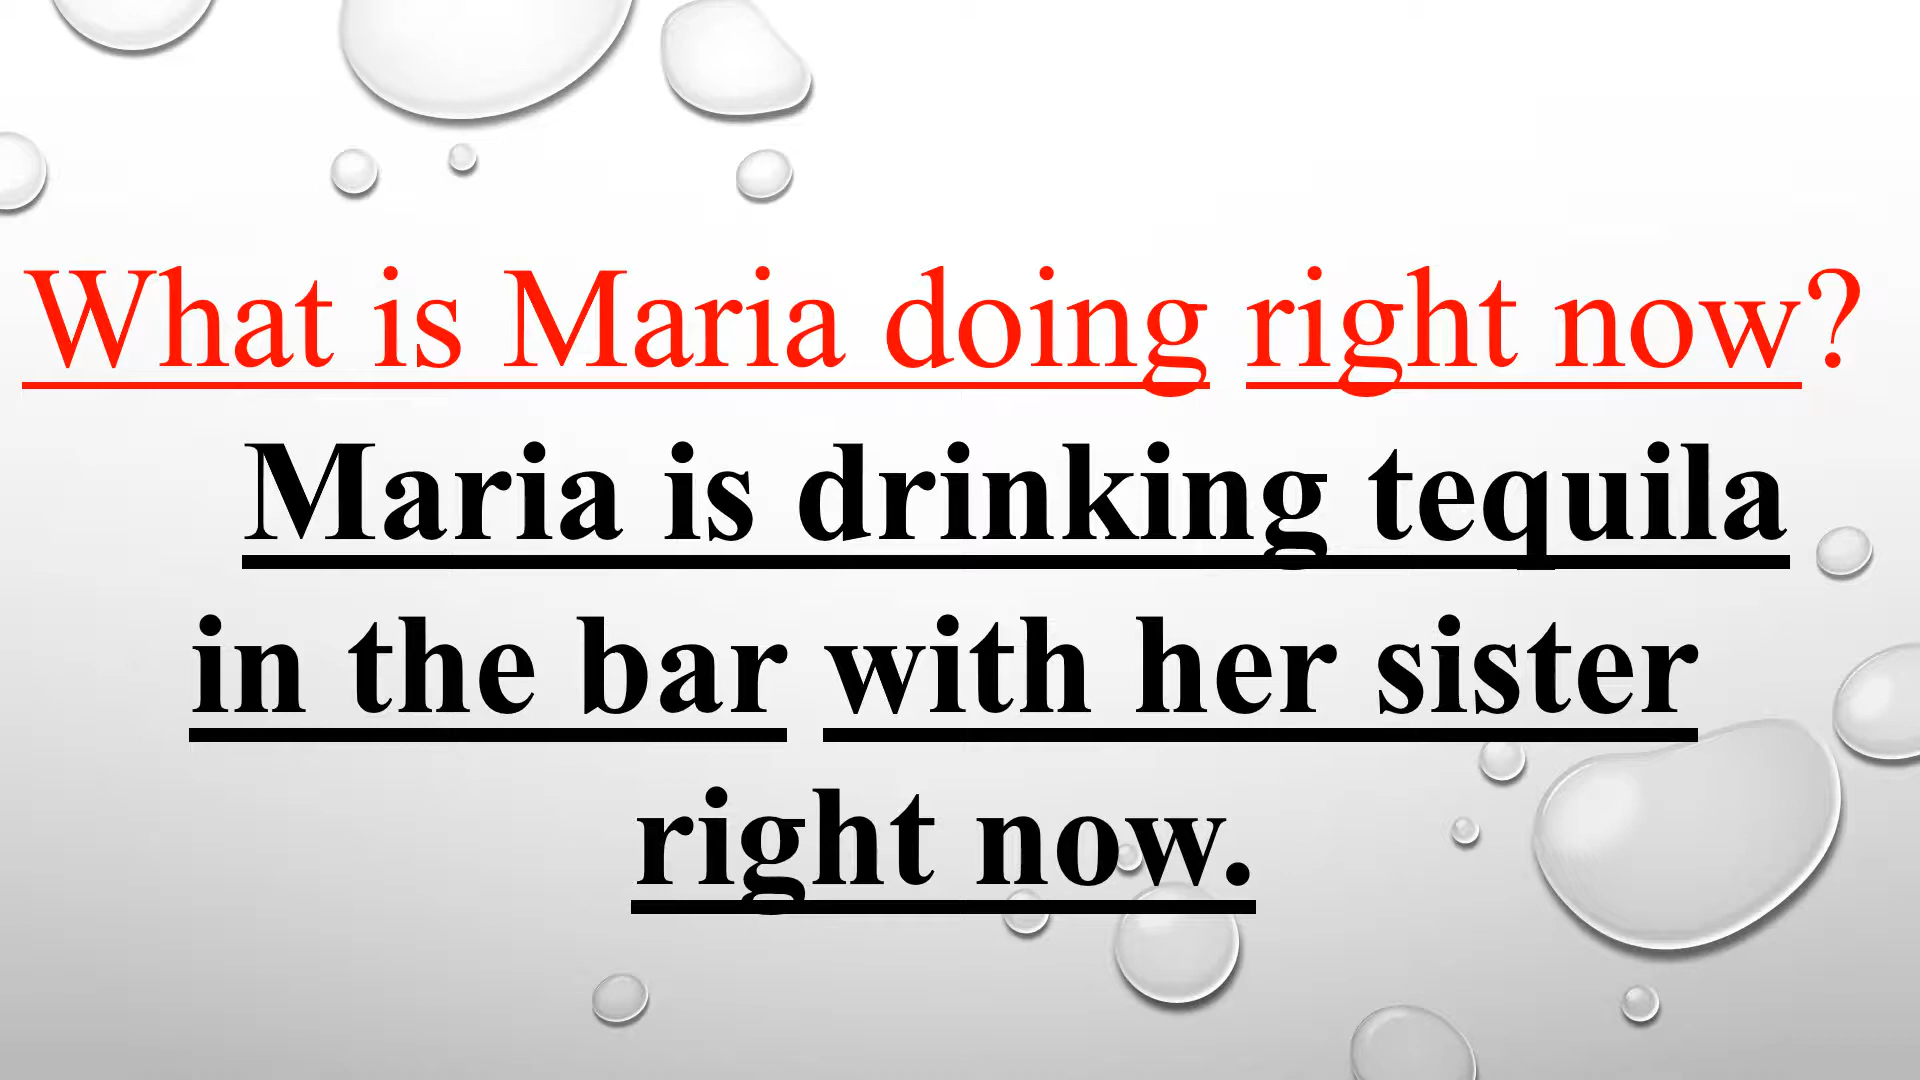 What is Maria doing right now?
Maria is drinking tequila
in the bar with her sister
right now.